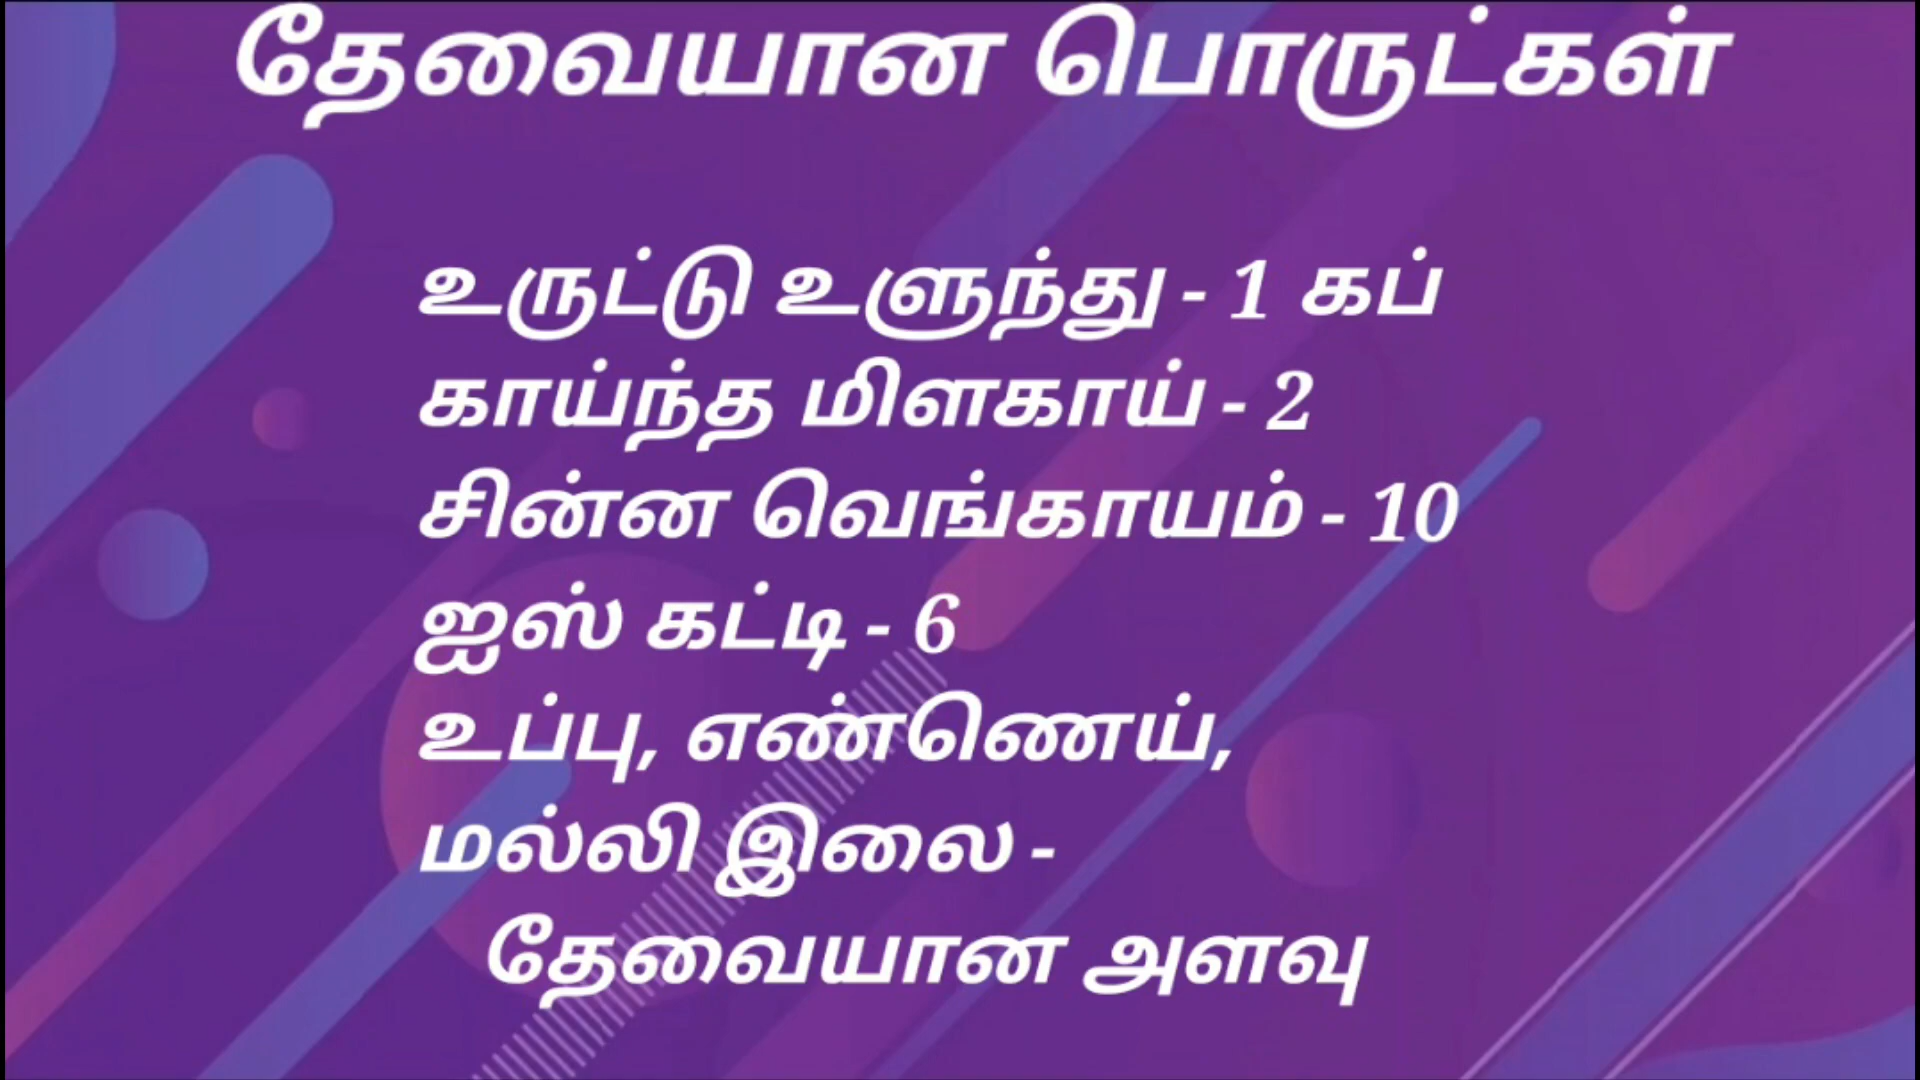 தேவையான பொருட்கள்
உருட்டு உளுந்து - 1 கப்
காய்ந்த மிளகாய் - 2
சின்ன வெங்காயம் - 10
ஐஸ் கட்டி - 6
உப்பு, எண்ணெய்,
மல்லி இலை -
தேவையான அளவு